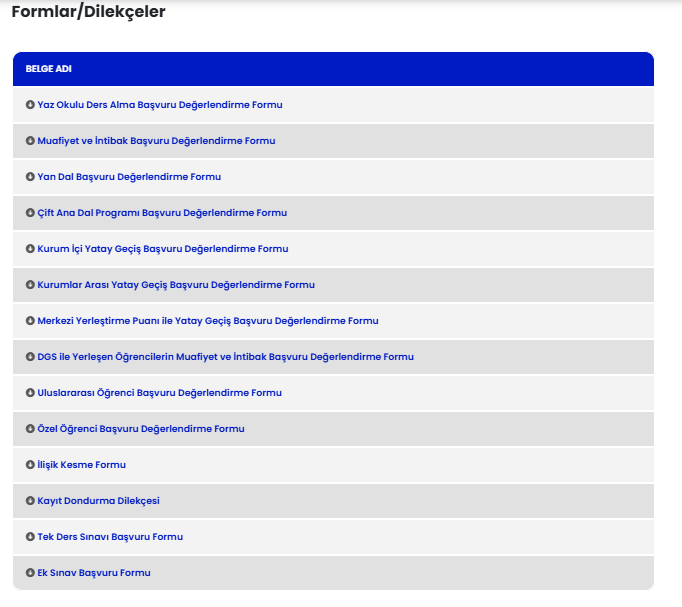 Formlar/Dilekçeler
BELGE ADI
Yaz Okulu Ders Alma Başvuru Değerlendirme Formu
Muafiyet ve İntibak Başvuru Değerlendirme Formu
Yan Dal Başvuru Değerlendirme Formu
Çift Ana Dal Programı Başvuru Değerlendirme Formu
Kurum İçi Yatay Geçiş Başvuru Değerlendirme Formu
Kurumlar Arası Yatay Geçiş Başvuru Değerlendirme Formu
Merkezi Yerleştirme Puanı ile Yatay Geçiş Başvuru Değerlendirme Formu
DGS ile Yerleşen Öğrencilerin Muafiyet ve İntibak Başvuru Değerlendirme Formu
Uluslararası Öğrenci Başvuru Değerlendirme Formu
Özel Öğrenci Başvuru Değerlendirme Formu
İlişik Kesme Formu
Kayıt Dondurma Dilekçesi
Tek Ders Sınavı Başvuru Formu
Ek Sınav Başvuru Formu